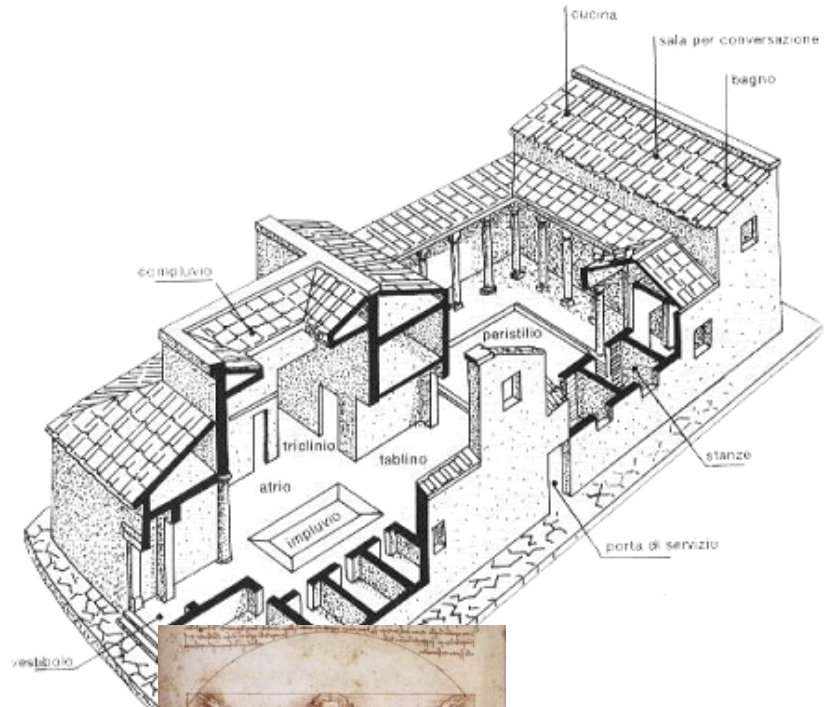 cucina
sala per conversazione
bagno
compluvio
peristilio
triclinio
tablino
stanze
atrio
impluvio
porta di servizio
vestibolo